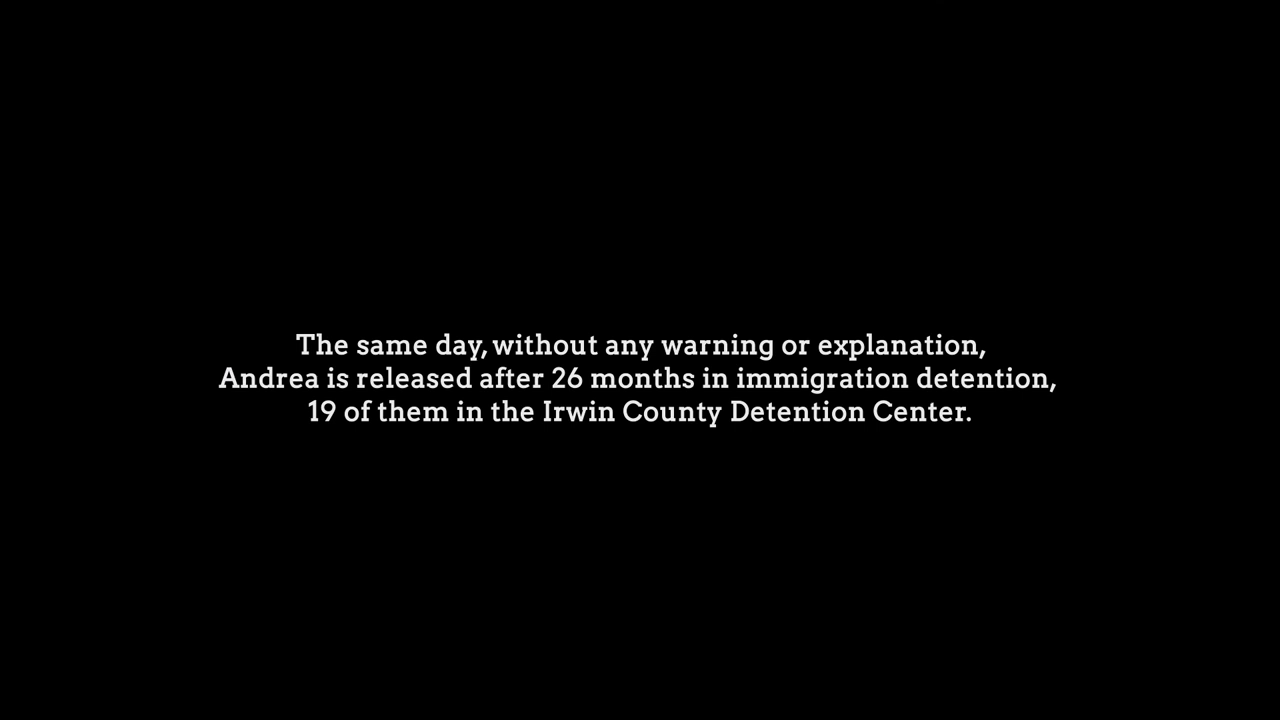 The same day, without any warning or explanation,
Andrea is released after 26 months in immigration detention,
19 of them in the Irwin County Detention Center.